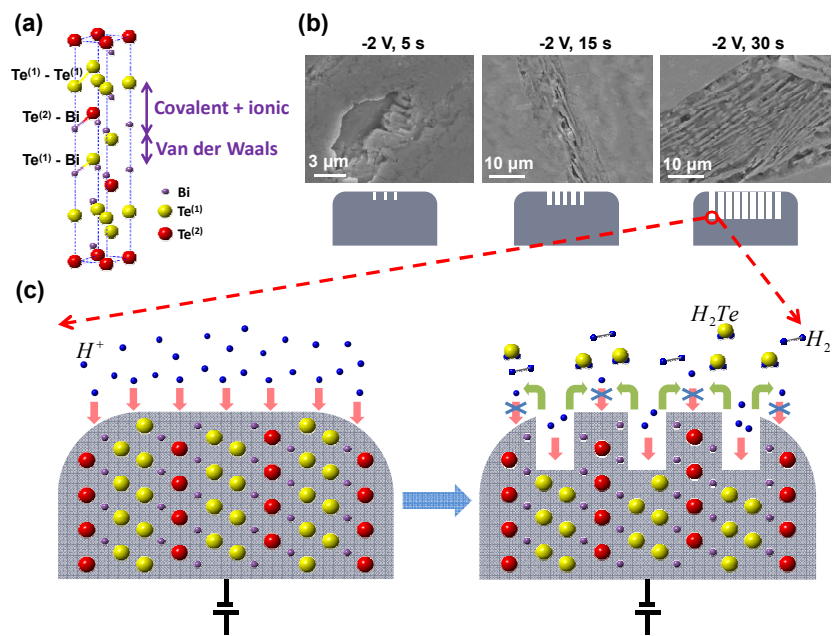 (a)
Te(1) - Te(1)
Te(2) - Bi
Te(1) - Bi
Covalent + ionic
Van der Waals
Bi
Te(1)
Te(2)
(b)
-2 V, 5 s
-2 V, 15 s
-2 V, 30 s
3 μm
10 μm
10 μm
(c)
H+
H2Te
H2